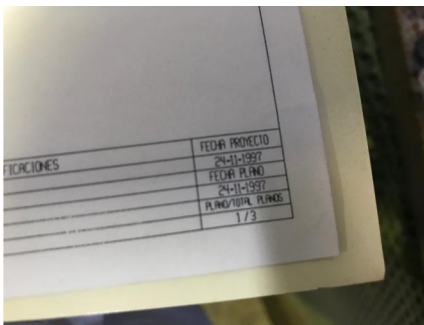 FICACIONES
FECHA PROYECTO
24-11-1997
FECHA PLANO
24-11-1997
PLANO/TOTAL PLANOS
1/3